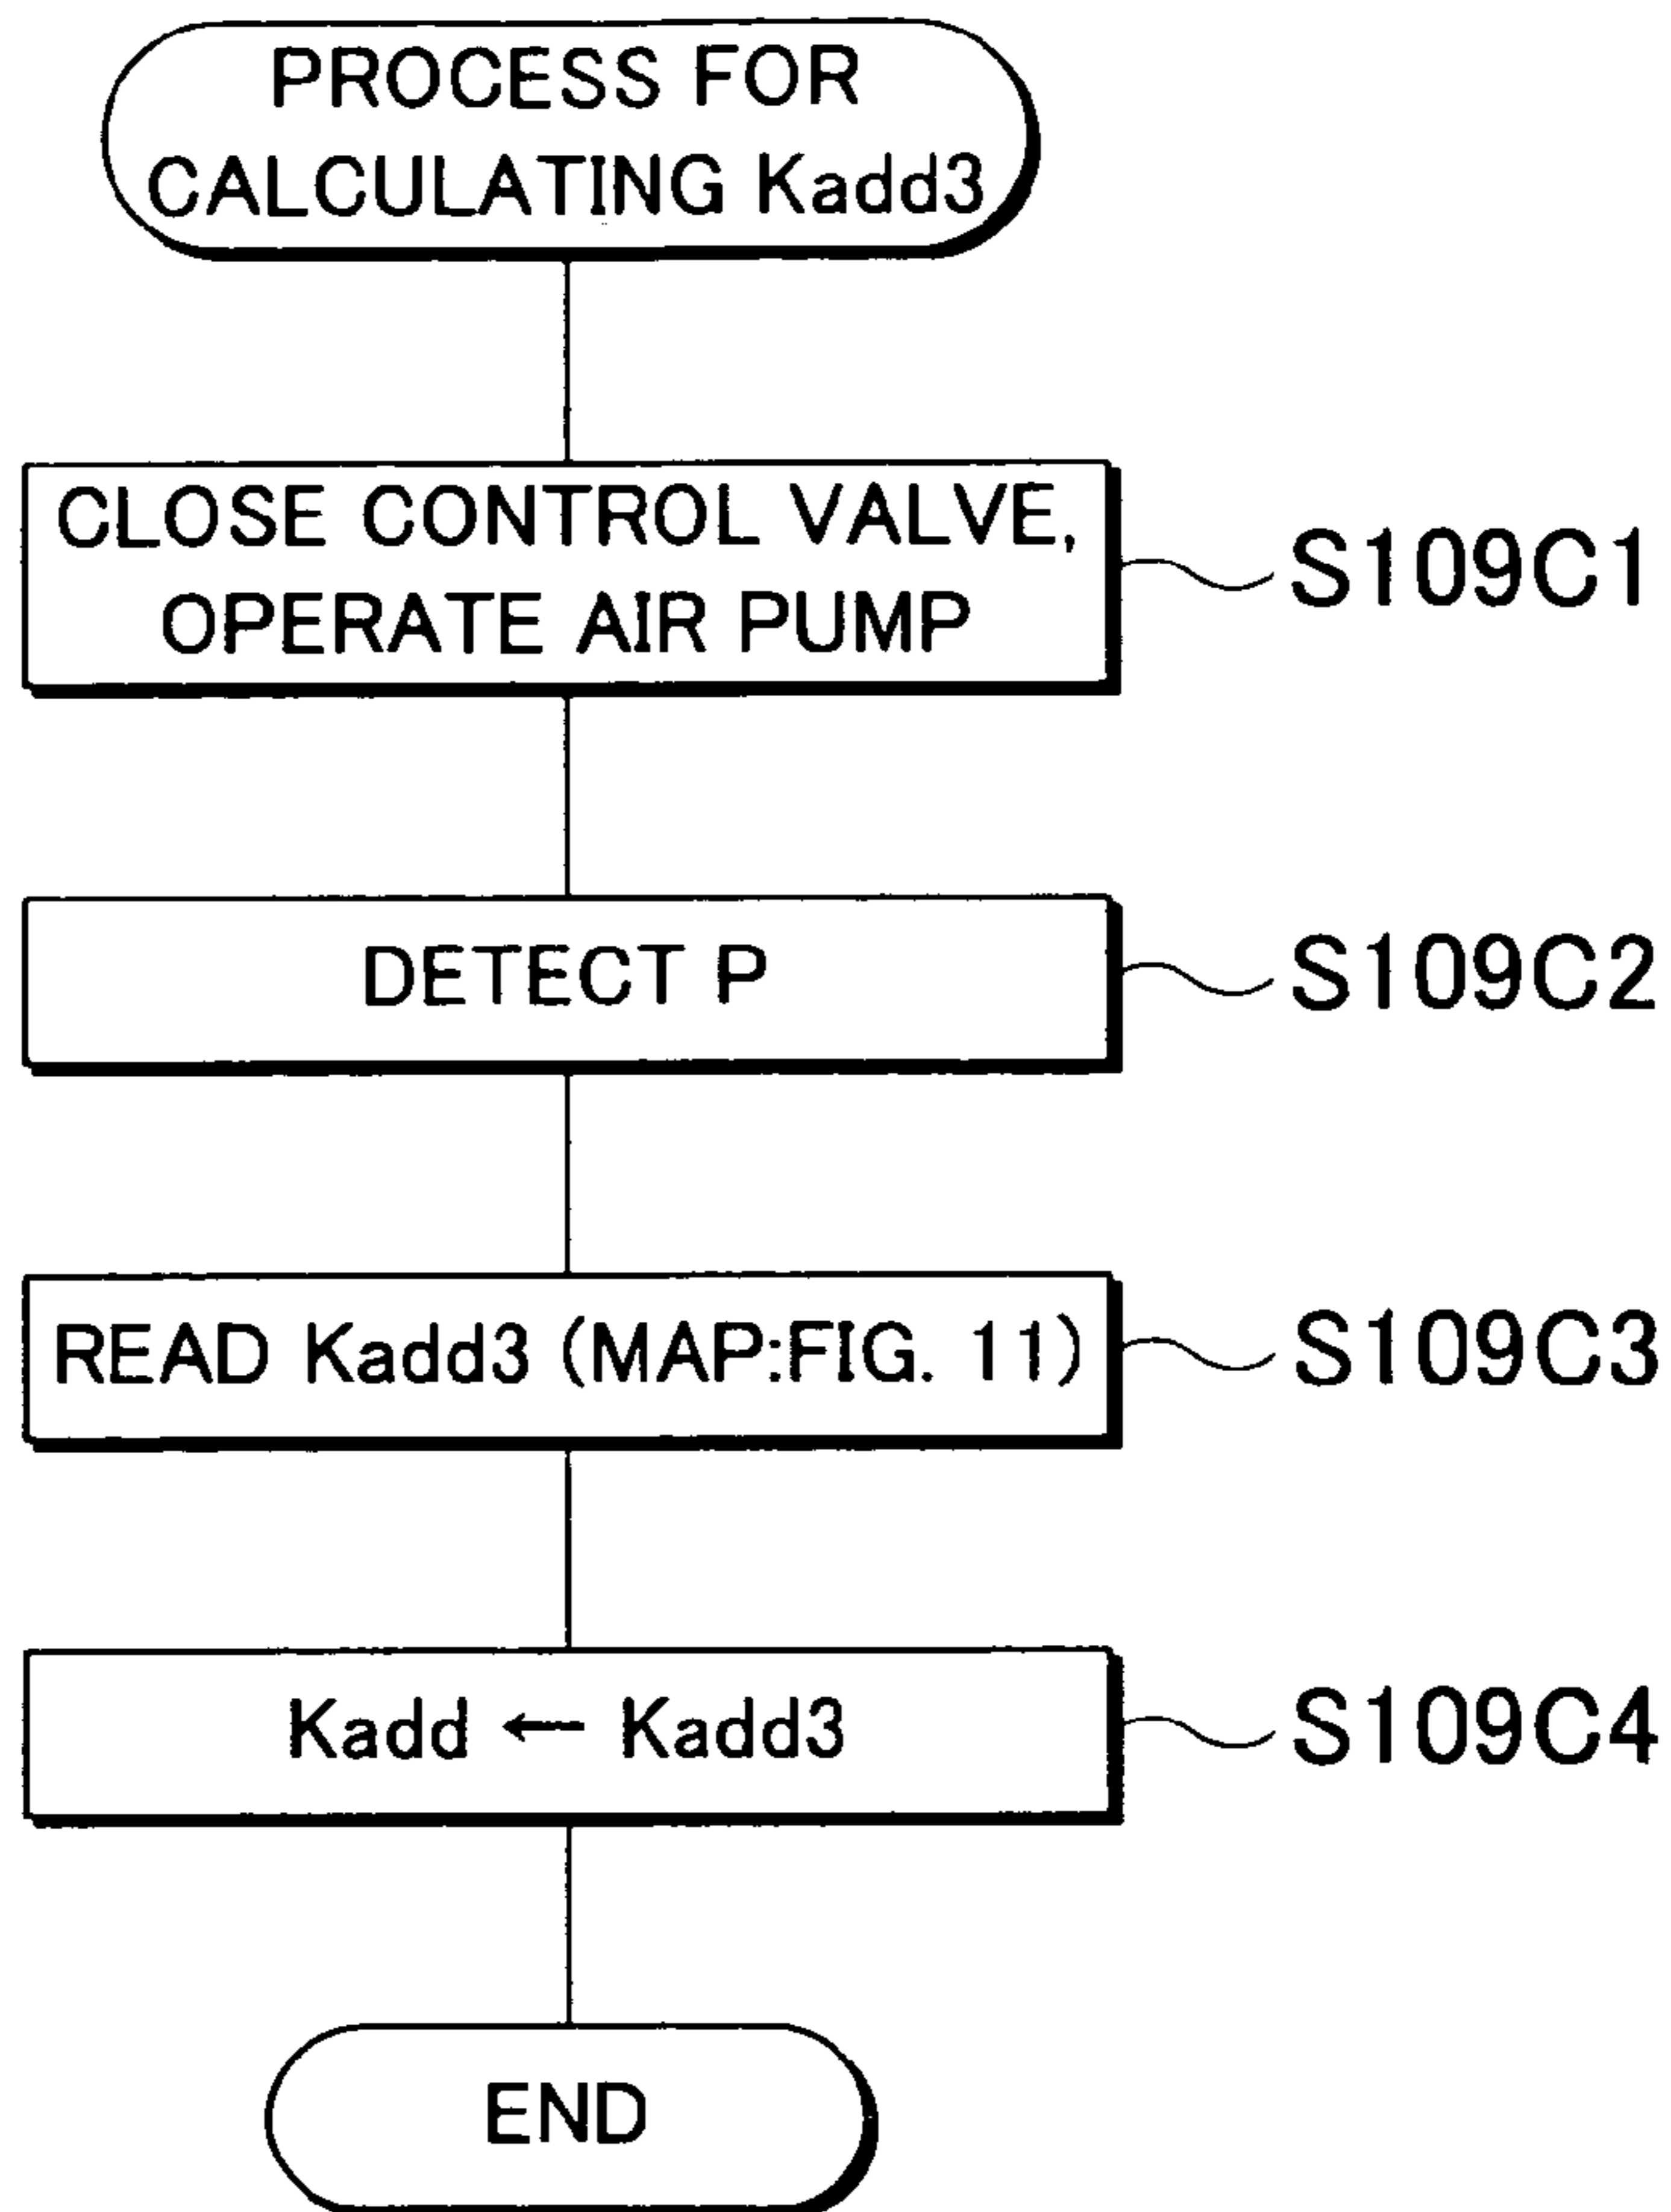 PROCESS FOR
CALCULATING Kadd3
CLOSE CONTROL VALVE,
OPERATE AIR PUMP
S109C1
DETECT P
S109C2
READ Kadd3 (MAP:FIG. 11)
S109C3
Kadd ← Kadd3
S109C4
END